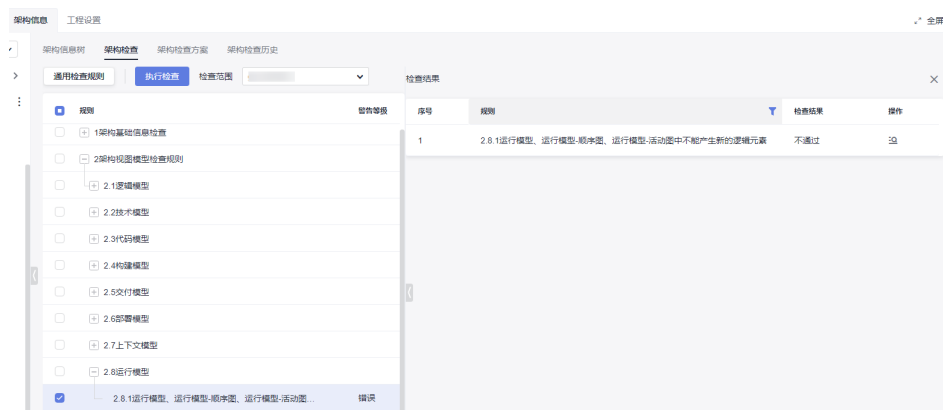 架构信息 工程设置 全屏
架构信息树 架构检查 架构检查方案 架构检查历史
通用检查规则 执行检查 检查范围
检查结果
规则 警告等级
序号 规则 检查结果 操作
1架构基础信息检查
1 2.8.1运行模型、运行模型-顺序图、运行模型-活动图中不能产生新的逻辑元素 不通过
2架构视图模型检查规则
2.1逻辑模型
2.2技术模型
2.3代码模型
2.4构建模型
2.5交付模型
2.6部署模型
2.7上下文模型
2.8运行模型
2.8.1运行模型、运行模型-顺序图、运行模型-活动图... 错误